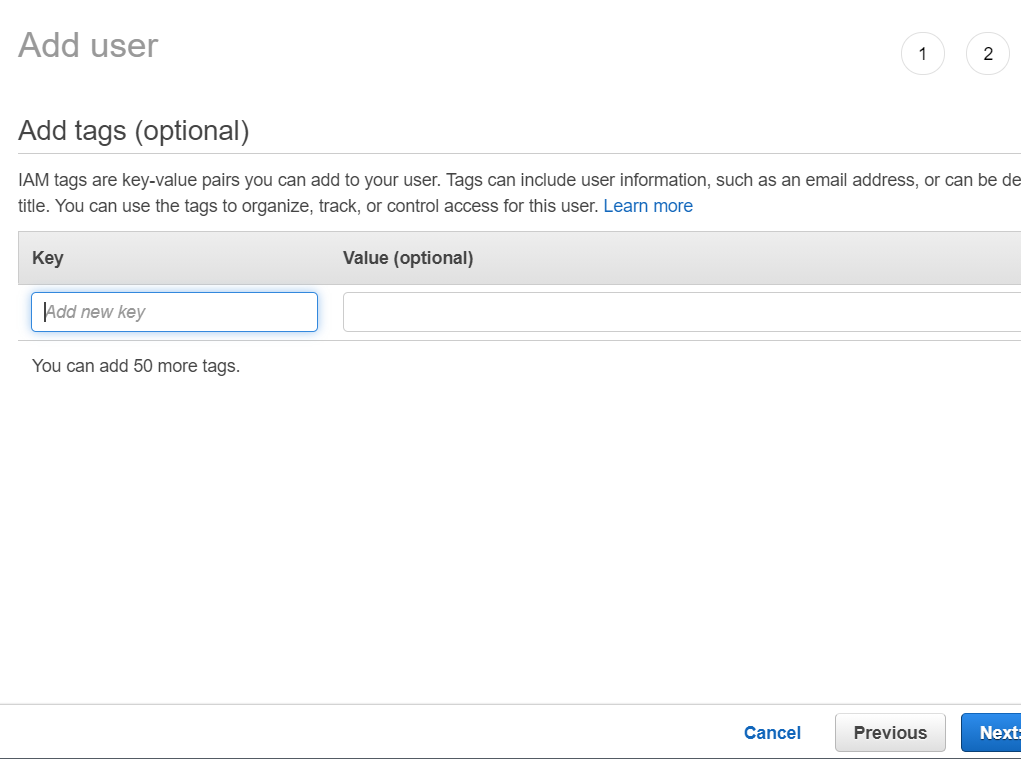 Add user
1
2
Add tags (optional)
IAM tags are key-value pairs you can add to your user. Tags can include user information, such as an email address, or can be de
title. You can use the tags to organize, track, or control access for this user. Learn more
Key
Value (optional)
Add new key
You can add 50 more tags.
Cancel
Previous
Next: